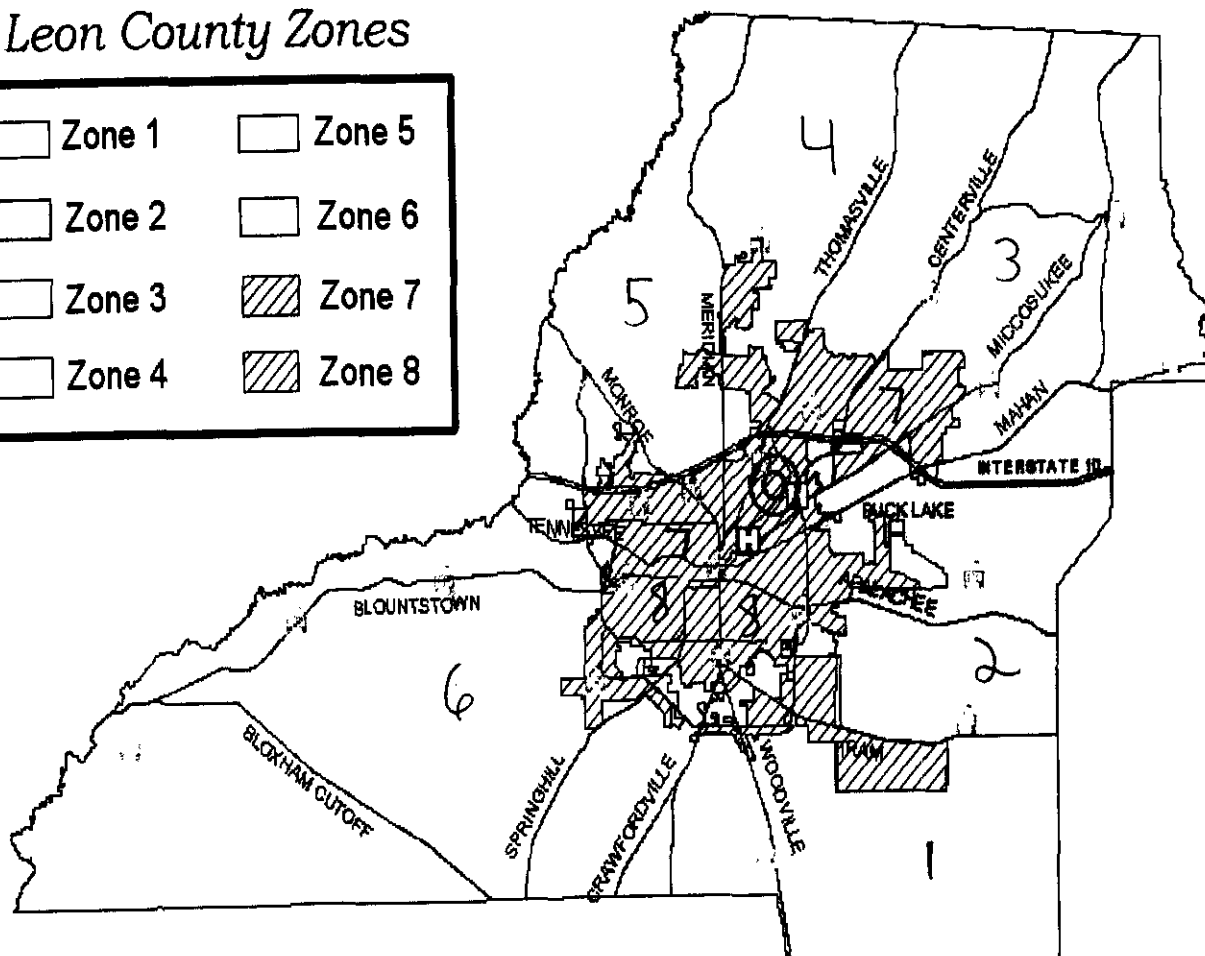 Leon County Zones
Zone 1
Zone 5
Zone 2
Zone 6
Zone 3
Zone 7
Zone 4
Zone 8
4
THOMASVILLE
CENTERVILLE
3
MICCOSUKEE
5
MERIDIAN
MONROE
MAHAN
INTERSTATE 10
BUCK LAKE
TENNESSEE
H
APALACHEE
BLOUNTSTOWN
8
8
2
6
BLOXHAM CUTOFF
SPRINGHILL
CRAWFORDVILLE
WOODVILLE
TRAM
1